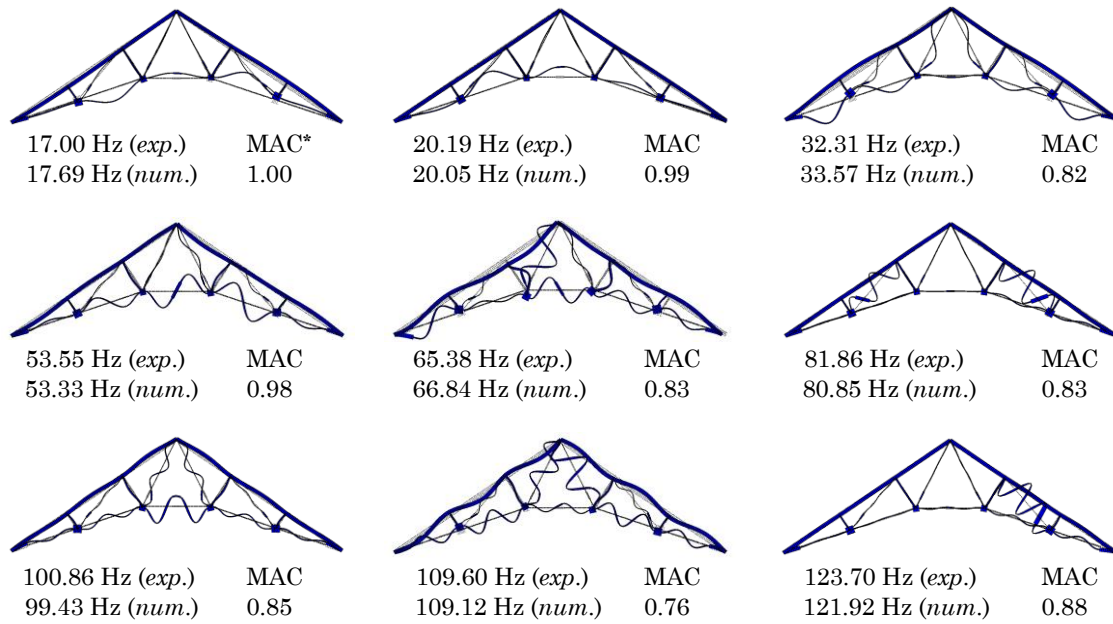 17.00 Hz (exp.) MAC*
17.69 Hz (num.) 1.00
20.19 Hz (exp.) MAC
20.05 Hz (num.) 0.99
32.31 Hz (exp.) MAC
33.57 Hz (num.) 0.82
53.55 Hz (exp.) MAC
53.33 Hz (num.) 0.98
65.38 Hz (exp.) MAC
66.84 Hz (num.) 0.83
81.86 Hz (exp.) MAC
80.85 Hz (num.) 0.83
100.86 Hz (exp.) MAC
99.43 Hz (num.) 0.85
109.60 Hz (exp.) MAC
109.12 Hz (num.) 0.76
123.70 Hz (exp.) MAC
121.92 Hz (num.) 0.88